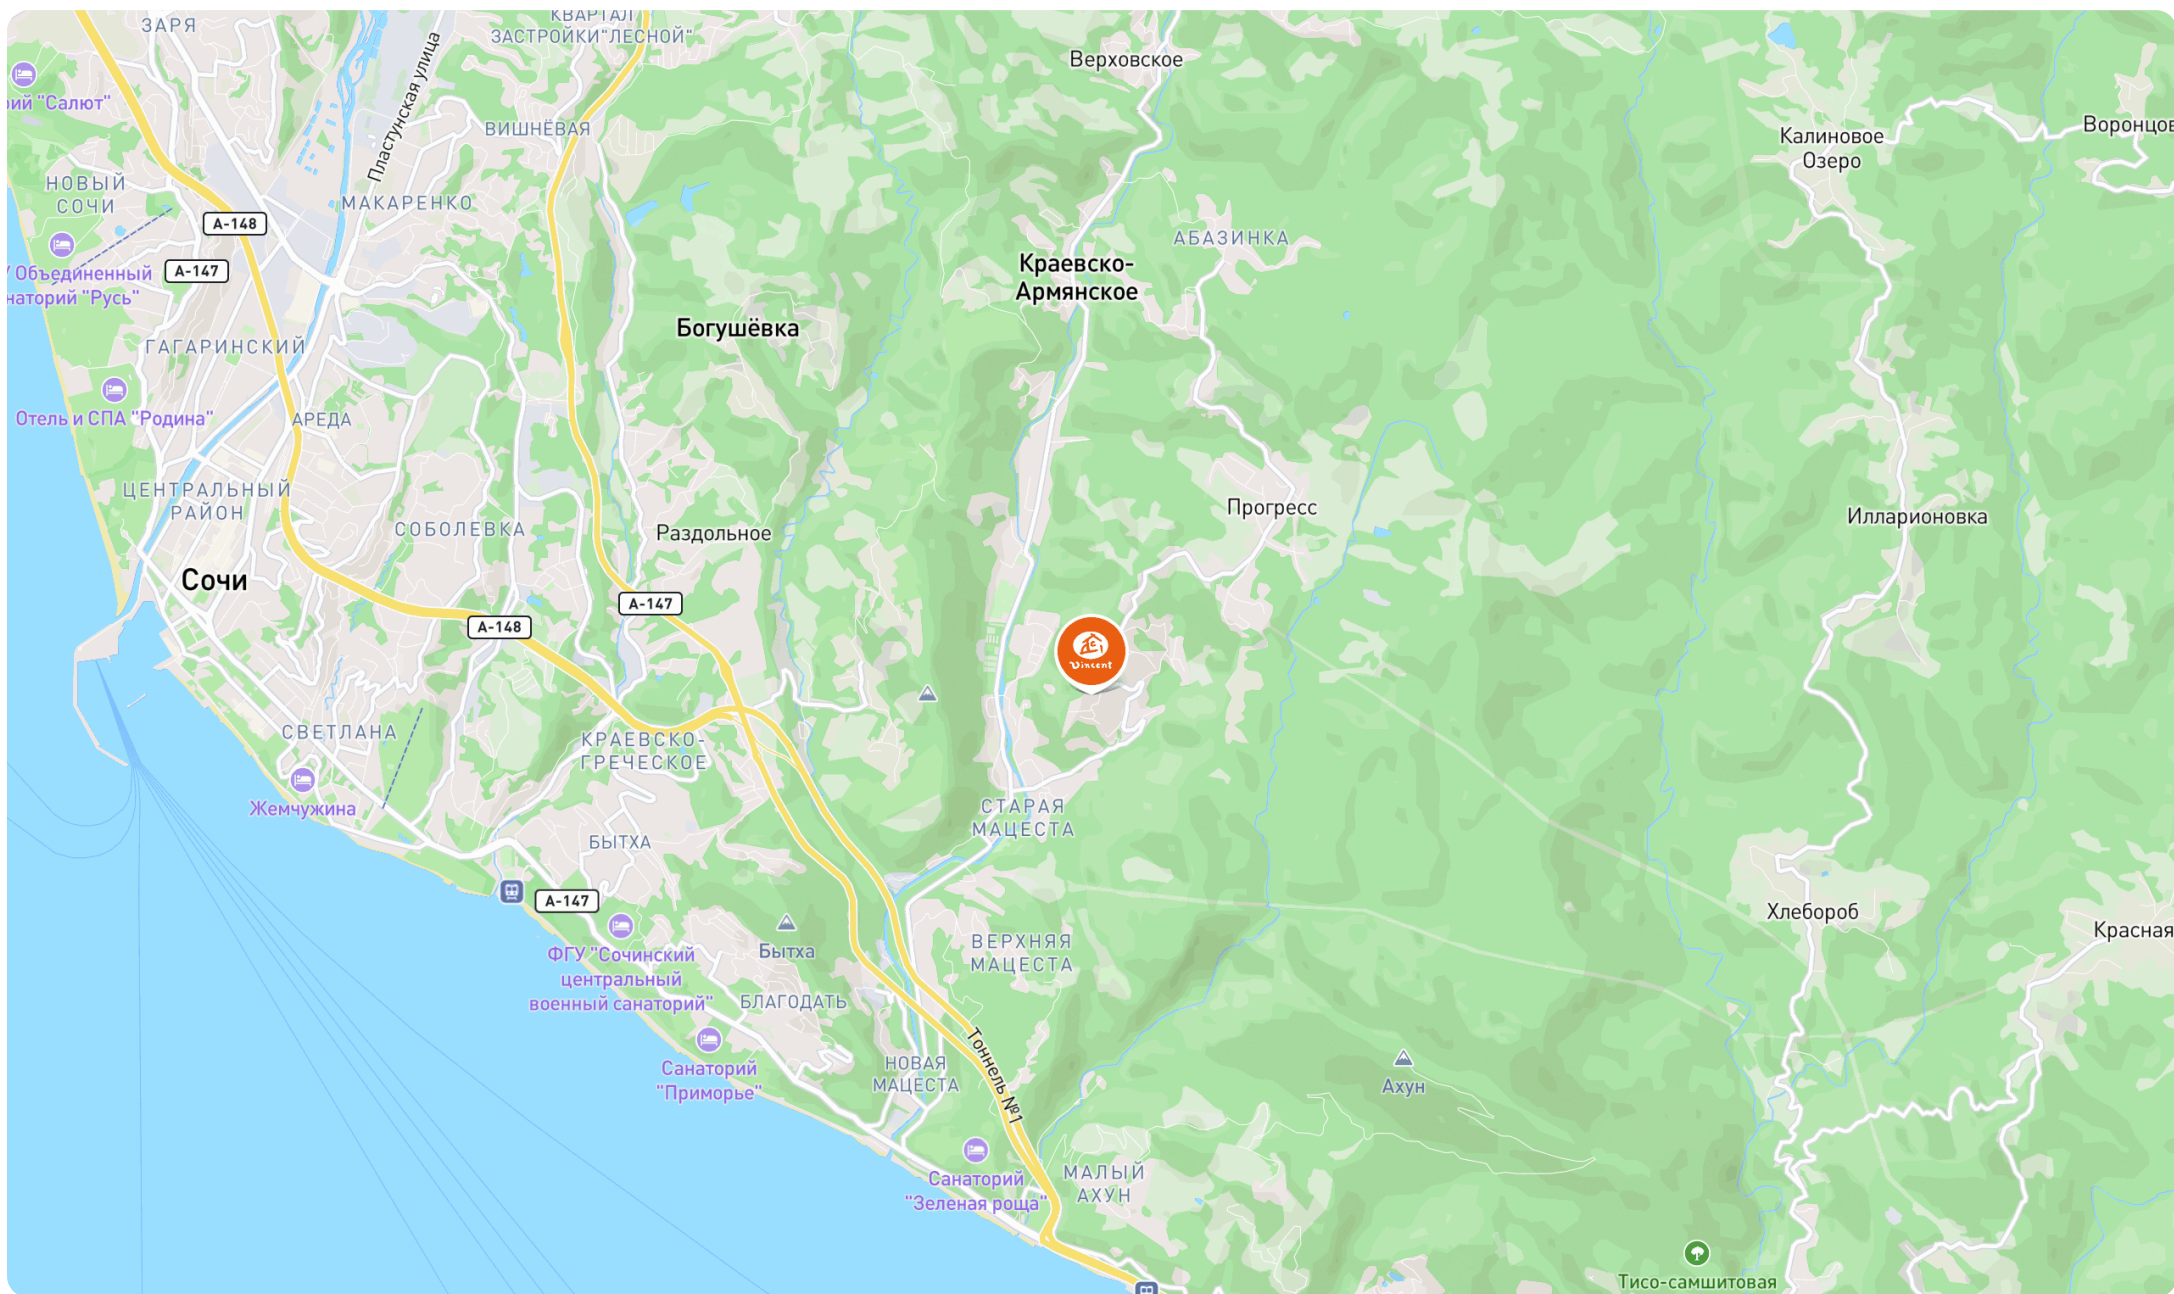 ЗАРЯ
КВАРТАЛ
ЗАСТРОЙКИ"ЛЕСНОЙ"
Пластунская улица
Верховское
"Салют"
ВИШНЁВАЯ
Калиновое
Озеро
НОВЫЙ
СОЧИ
МАКАРЕНКО
A-148
АБАЗИНКА
A-147
Объединенный
"Русь"
Краевско-
Армянское
Богушёвка
ГАГАРИНСКИЙ
Отель и СПА "Родина"
АРЕДА
ЦЕНТРАЛЬНЫЙ
РАЙОН
СОБОЛЕВКА
Раздольное
Прогресс
Илларионовка
Сочи
A-147
A-148
Vincent
СВЕТЛАНА
КРАЕВСКО-
ГРЕЧЕСКОЕ
Жемчужина
СТАРАЯ
МАЦЕСТА
БЫТХА
A-147
Хлебороб
Красная
Бытха
ВЕРХНЯЯ
МАЦЕСТА
ФГУ "Сочинский
центральный
военный санаторий"
БЛАГОДАТЬ
Тоннель №1
Санаторий
"Приморье"
НОВАЯ
МАЦЕСТА
Ахун
Санаторий
"Зеленая роща"
МАЛЫЙ
АХУН
Тисо-самшитовая